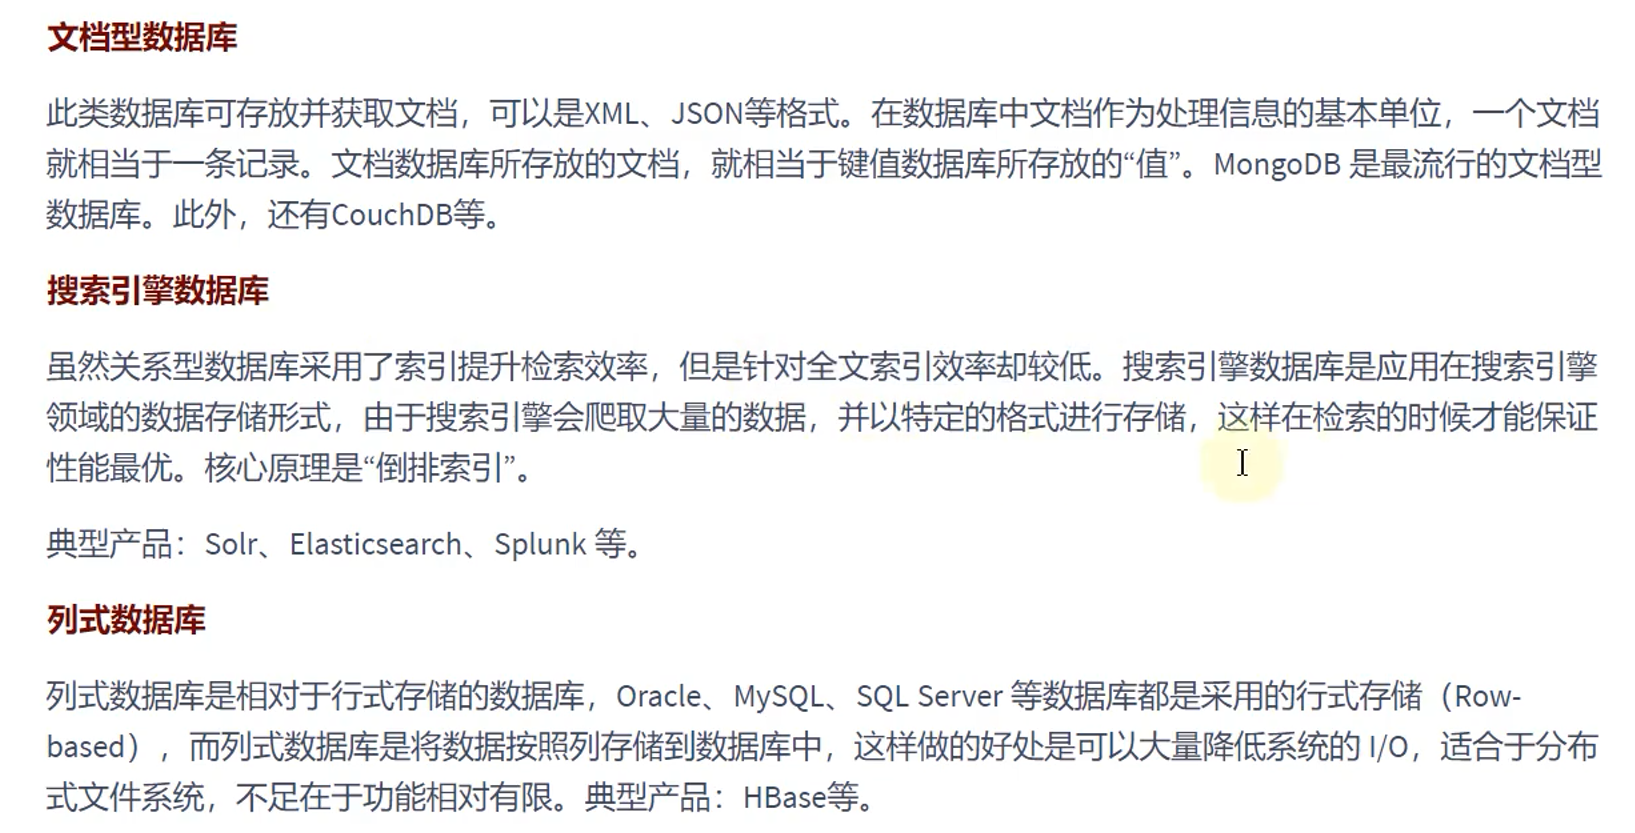 文档型数据库
此类数据库可存放并获取文档，可以是XML、JSON等格式。在数据库中文档作为处理信息的基本单位，一个文档
就相当于一条记录。文档数据库所存放的文档，就相当于键值数据库所存放的“值”。MongoDB 是最流行的文档型
数据库。此外，还有CouchDB等。
搜索引擎数据库
虽然关系型数据库采用了索引提升检索效率，但是针对全文索引效率却较低。搜索引擎数据库是应用在搜索引擎
领域的数据存储形式，由于搜索引擎会爬取大量的数据，并以特定的格式进行存储，这样在检索的时候才能保证
性能最优。核心原理是“倒排索引”。
典型产品：Solr、Elasticsearch、Splunk 等。
列式数据库
列式数据库是相对于行式存储的数据库，Oracle、MySQL、SQL Server 等数据库都是采用的行式存储（Row-
based），而列式数据库是将数据按照列存储到数据库中，这样做的好处是可以大量降低系统的 I/O，适合于分布
式文件系统，不足在于功能相对有限。典型产品：HBase等。